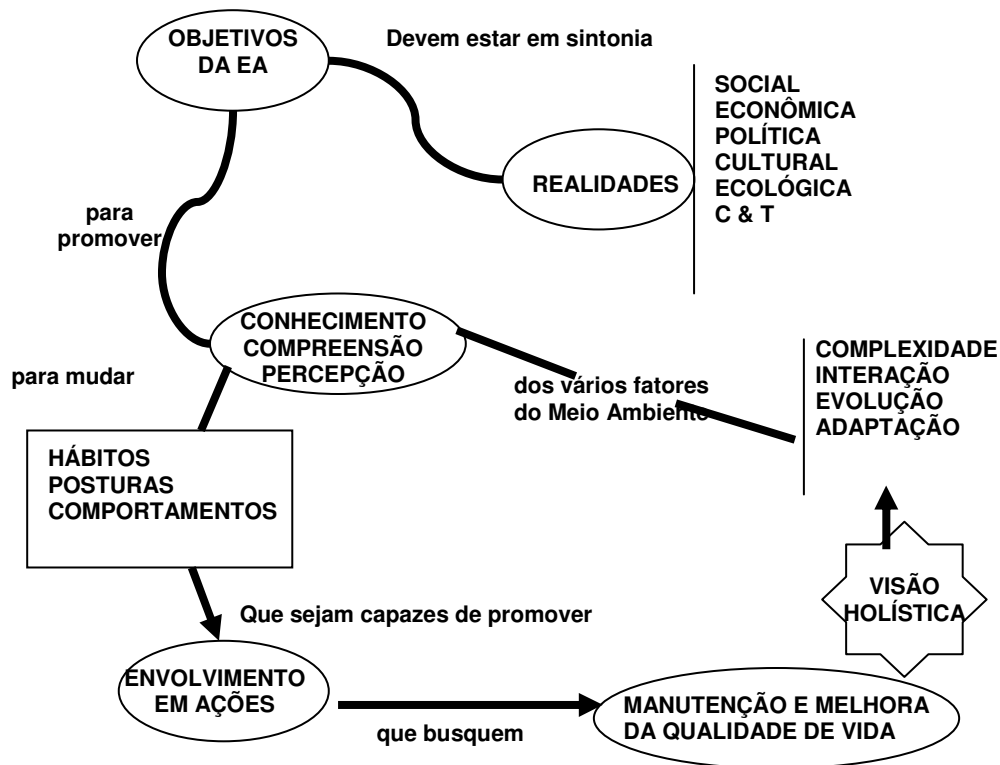 OBJETIVOS
DA EA
Devem estar em sintonia
SOCIAL
ECONÔMICA
POLÍTICA
CULTURAL
ECOLÓGICA
C & T
REALIDADES
para
promover
CONHECIMENTO
COMPREENSÃO
PERCEPÇÃO
para mudar
dos vários fatores
do Meio Ambiente
COMPLEXIDADE
INTERAÇÃO
EVOLUÇÃO
ADAPTAÇÃO
HÁBITOS
POSTURAS
COMPORTAMENTOS
VISÃO
HOLÍSTICA
Que sejam capazes de promover
ENVOLVIMENTO
EM AÇÕES
que busquem
MANUTENÇÃO E MELHORA
DA QUALIDADE DE VIDA